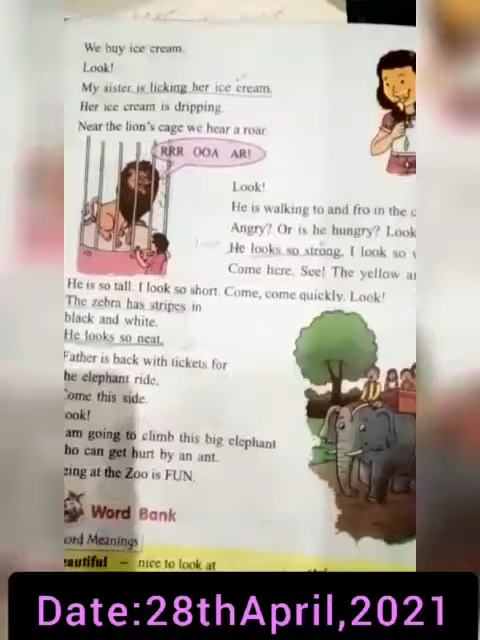 We buy ice cream.
Look!
My sister is licking her ice cream.
Her ice cream is dripping.
Near the lion's cage we hear a roar
RRR OOA AR!
Look!
He is walking to and fro in the
Angry? Or is he hungry? Look
He looks so strong. I look so
Come here. See! The yellow
He is so tall. I look so short. Come, come quickly. Look!
The zebra has stripes in
black and white.
He looks so neat.
Father is back with tickets for
he elephant ride.
ome this side.
ook!
am going to climb this big elephant
ho can get hurt by an ant.
eing at the Zoo is FUN.
Word Bank
ord Meanings
eautiful – nice to look at
Date:28thApril,2021